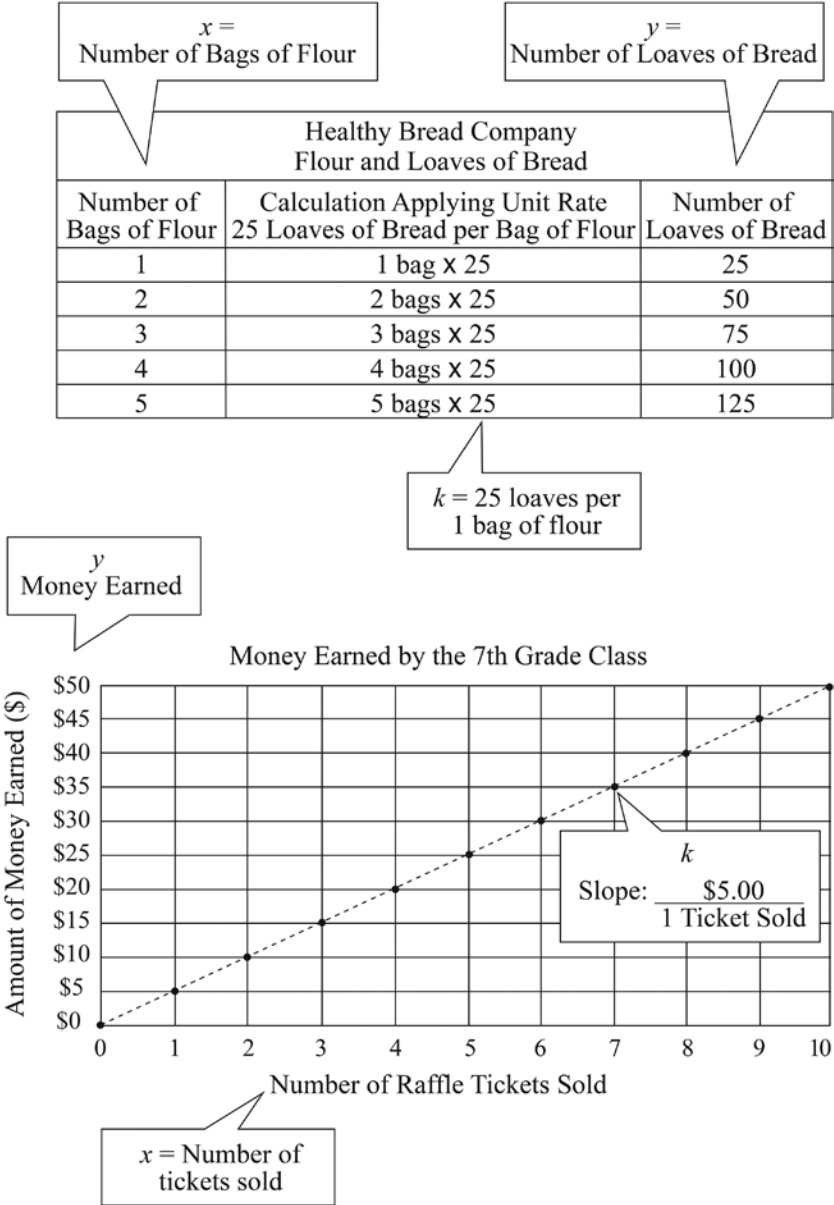 x =
Number of Bags of Flour
y =
Number of Loaves of Bread
Healthy Bread Company
Flour and Loaves of Bread
Number of Bags of Flour
Calculation Applying Unit Rate
25 Loaves of Bread per Bag of Flour
Number of
Loaves of Bread
1 1 bag x 25 25
2 2 bags x 25 50
3 3 bags x 25 75
4 4 bags x 25 100
5 5 bags x 25 125
k = 25 loaves per
1 bag of flour
y
Money Earned
Money Earned by the 7th Grade Class
Amount of Money Earned ($)
$50
$45
$40
$35
$30
$25
$20
$15
$10
$5
$0
k
Slope: $5.00
1 Ticket Sold
0 1 2 3 4 5 6 7 8 9 10
Number of Raffle Tickets Sold
x = Number of
tickets sold